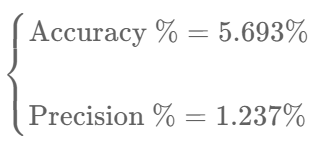 Accuracy % = 5.693%
Precision % = 1.237%